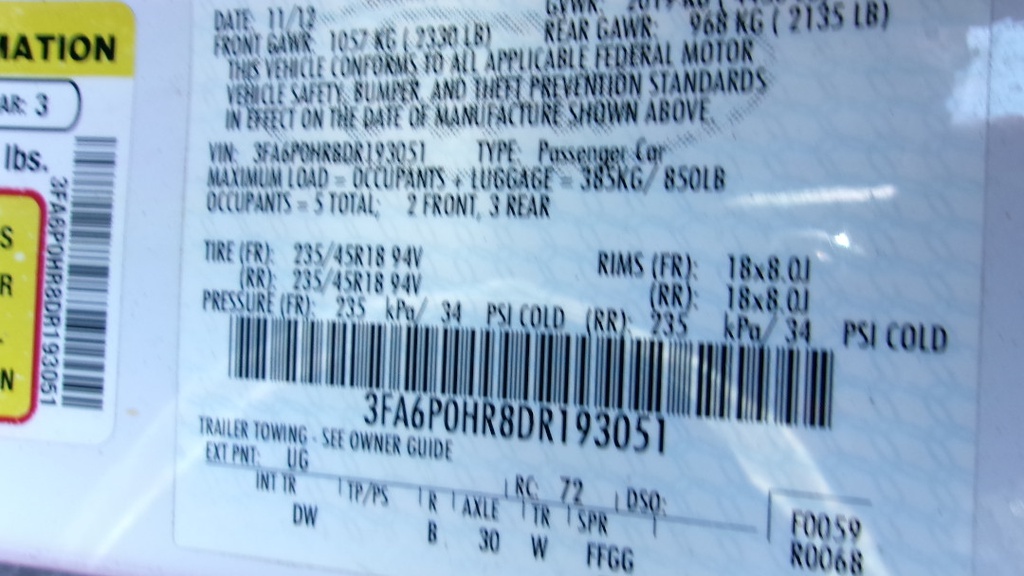 MATION
AR: 3
lbs.
S
R
N
3FA6P0HR8DR193051
DATE: 11/12
FRONT GAWR: 1057 KG ( 2330 LB) REAR GAWR: 968 KG ( 2135 LB)
THIS VEHICLE CONFORMS TO ALL APPLICABLE FEDERAL MOTOR
VEHICLE SAFETY, BUMPER, AND THEFT PREVENTION STANDARDS
IN EFFECT ON THE DATE OF MANUFACTURE SHOWN ABOVE.
VIN: 3FA6P0HR8DR193051 TYPE: Passenger Car
MAXIMUM LOAD = OCCUPANTS + LUGGAGE = 385KG/ 850LB
OCCUPANTS = 5 TOTAL; 2 FRONT, 3 REAR
TIRE (FR): 235/45R18 94V RIMS (FR): 18x8.0J
(RR): 235/45R18 94V (RR): 18x8.0J
PRESSURE (FR): 235 kPa/ 34 PSI COLD (RR): 235 kPa/ 34 PSI COLD
3FA6P0HR8DR193051
TRAILER TOWING - SEE OWNER GUIDE
EXT PNT: UG RC: 72 DSO:
INT TR TP/PS R AXLE TR SPR F0059
DW B 30 W FFGG R0068